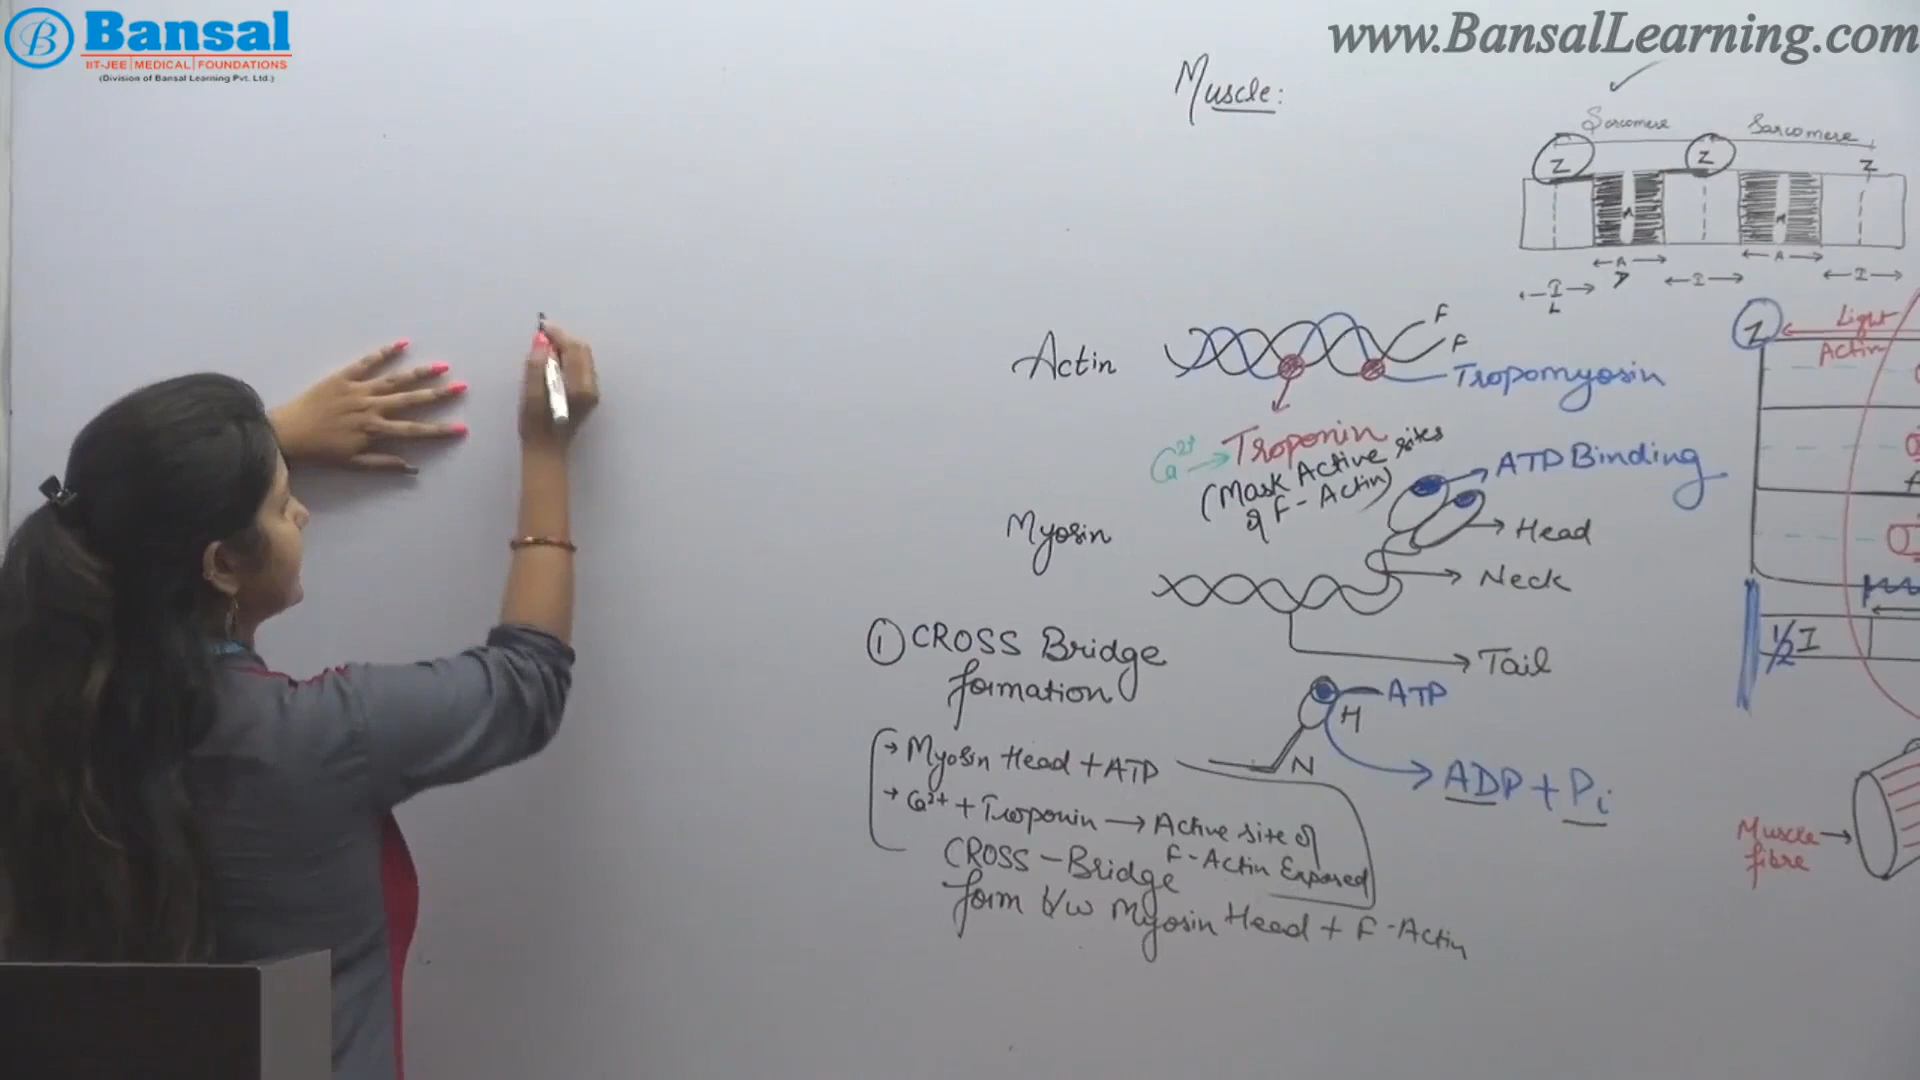 Bansal
IIT-JEE | MEDICAL | FOUNDATIONS
(Division of Bansal Learning Pvt. Ltd.)
www.BansalLearning.com
Muscle:
Sarcomere Sarcomere
Z Z Z
A A
A A
I I I
L
Actin
F
F
Tropomyosin
Ca2+ → Troponin
(Mask Active sites
of F-Actin)
ATP Binding
Myosin
Head
Neck
Tail
① CROSS Bridge
formation
→ Myosin Head + ATP
→ Ca2+ + Troponin → Active site of
F-Actin Exposed
CROSS-Bridge
form b/w Myosin Head + F-Actin
ATP
H
N
ADP + Pi
Z
Light
Actin
1/2 I
Muscle
fibre